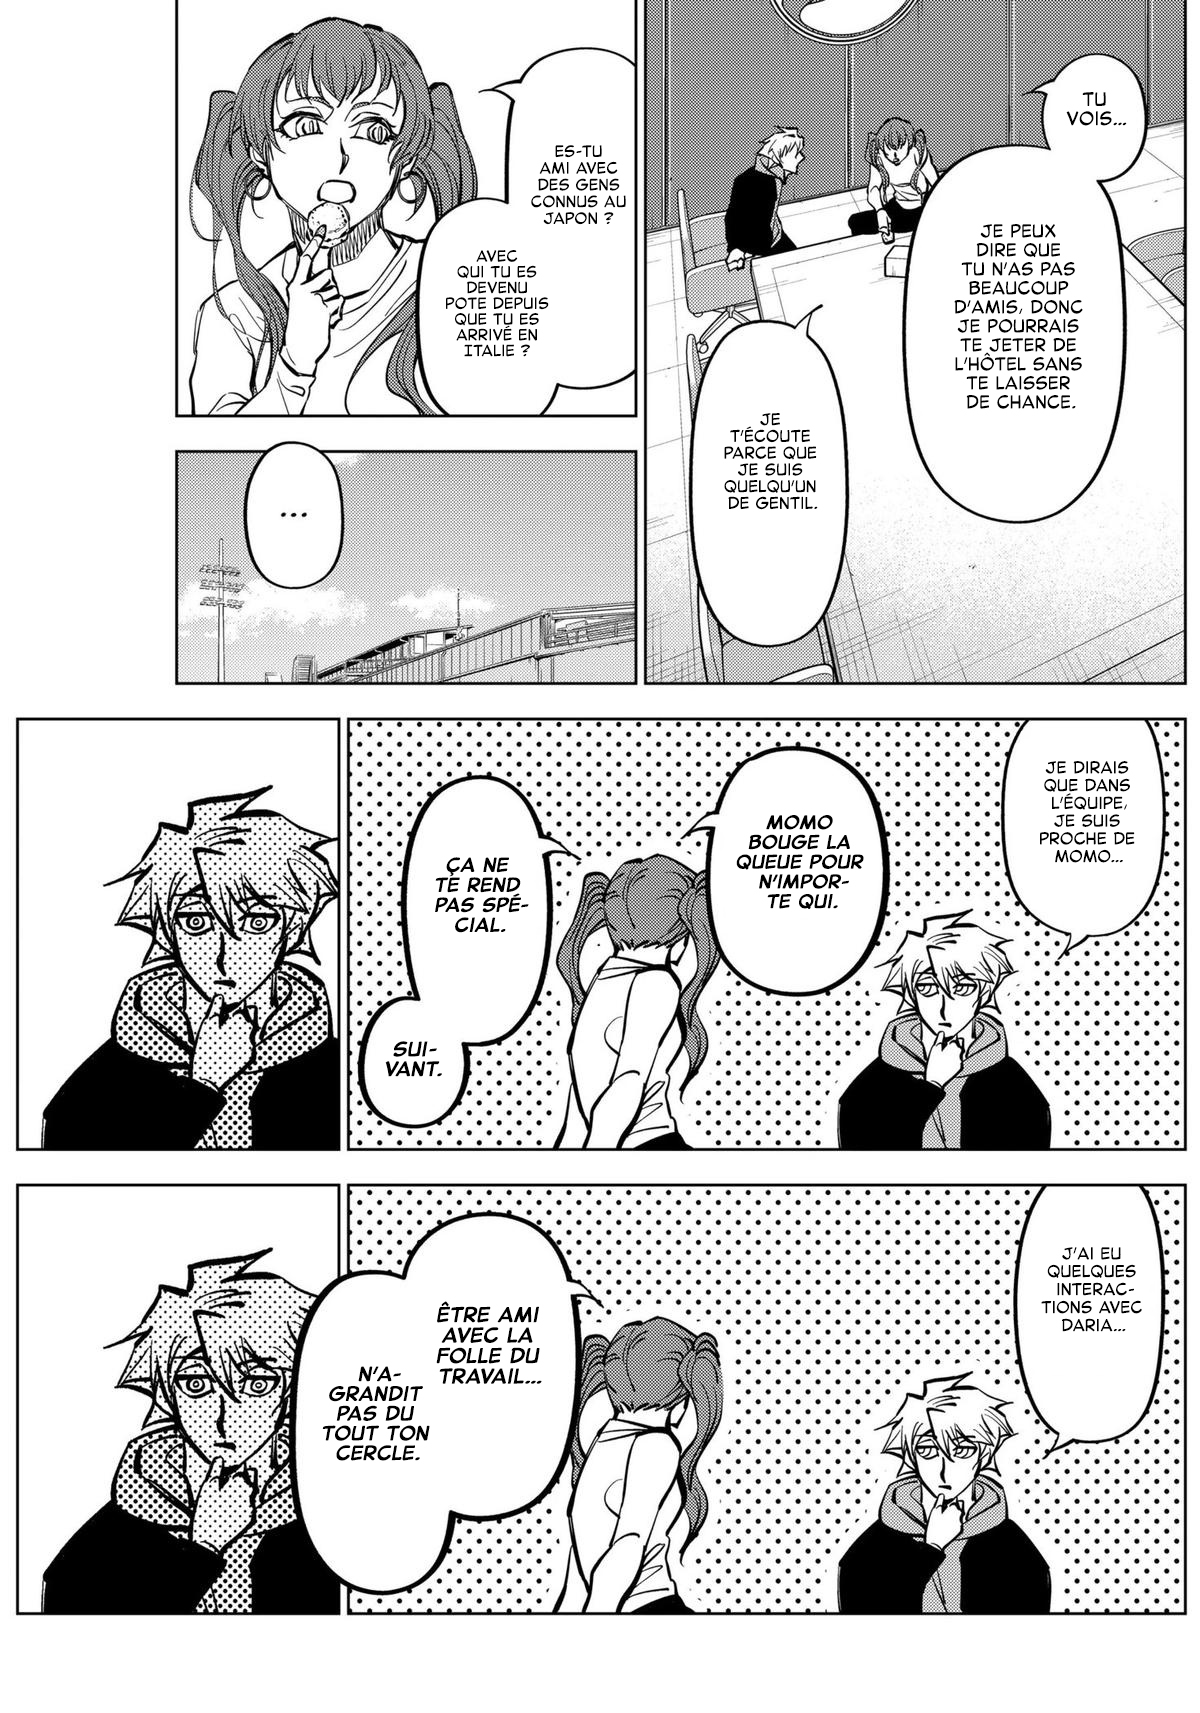 TU
VOIS...
JE PEUX
DIRE QUE
TU N'AS PAS
BEAUCOUP
D'AMIS, DONC
JE POURRAIS
TE JETER DE
L'HÔTEL SANS
TE LAISSER
DE CHANCE.
JE
T'ÉCOUTE
PARCE QUE
JE SUIS
QUELQU'UN
DE GENTIL.
ES-TU
AMI AVEC
DES GENS
CONNUS AU
JAPON ?
AVEC
QUI TU ES
DEVENU
POTE DEPUIS
QUE TU ES
ARRIVÉ EN
ITALIE ?
...
JE DIRAIS
QUE DANS
L'ÉQUIPE,
JE SUIS
PROCHE DE
MOMO...
MOMO
BOUGE LA
QUEUE POUR
N'IMPOR-
TE QUI.
ÇA NE
TE REND
PAS SPÉ-
CIAL.
SUI-
VANT.
J'AI EU
QUELQUES
INTERAC-
TIONS AVEC
DARIA...
ÊTRE AMI
AVEC LA
FOLLE DU
TRAVAIL...
N'A-
GRANDIT
PAS DU
TOUT TON
CERCLE.